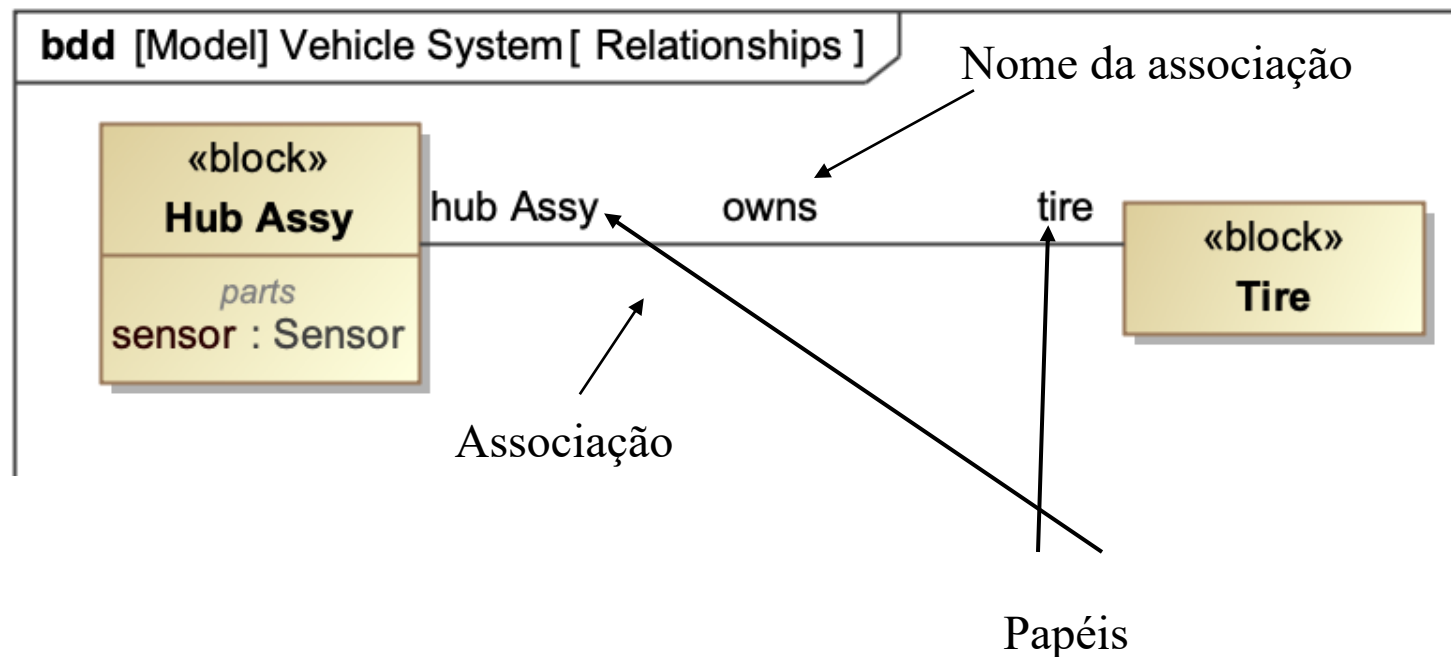 bdd [Model] Vehicle System[ Relationships ]
Nome da associação
«block»
Hub Assy
parts
sensor : Sensor
hub Assy
owns
tire
«block»
Tire
Associação
Papéis